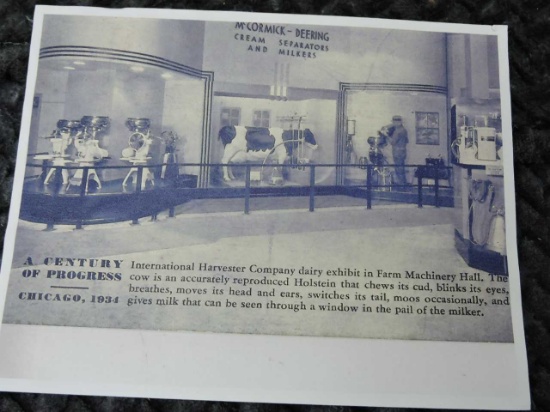 McCORMICK - DEERING
CREAM SEPARATORS
AND MILKERS
A CENTURY
OF PROGRESS
CHICAGO, 1934
International Harvester Company dairy exhibit in Farm Machinery Hall. The
cow is an accurately reproduced Holstein that chews its cud, blinks its eyes,
breathes, moves its head and ears, switches its tail, moos occasionally, and
gives milk that can be seen through a window in the pail of the milker.